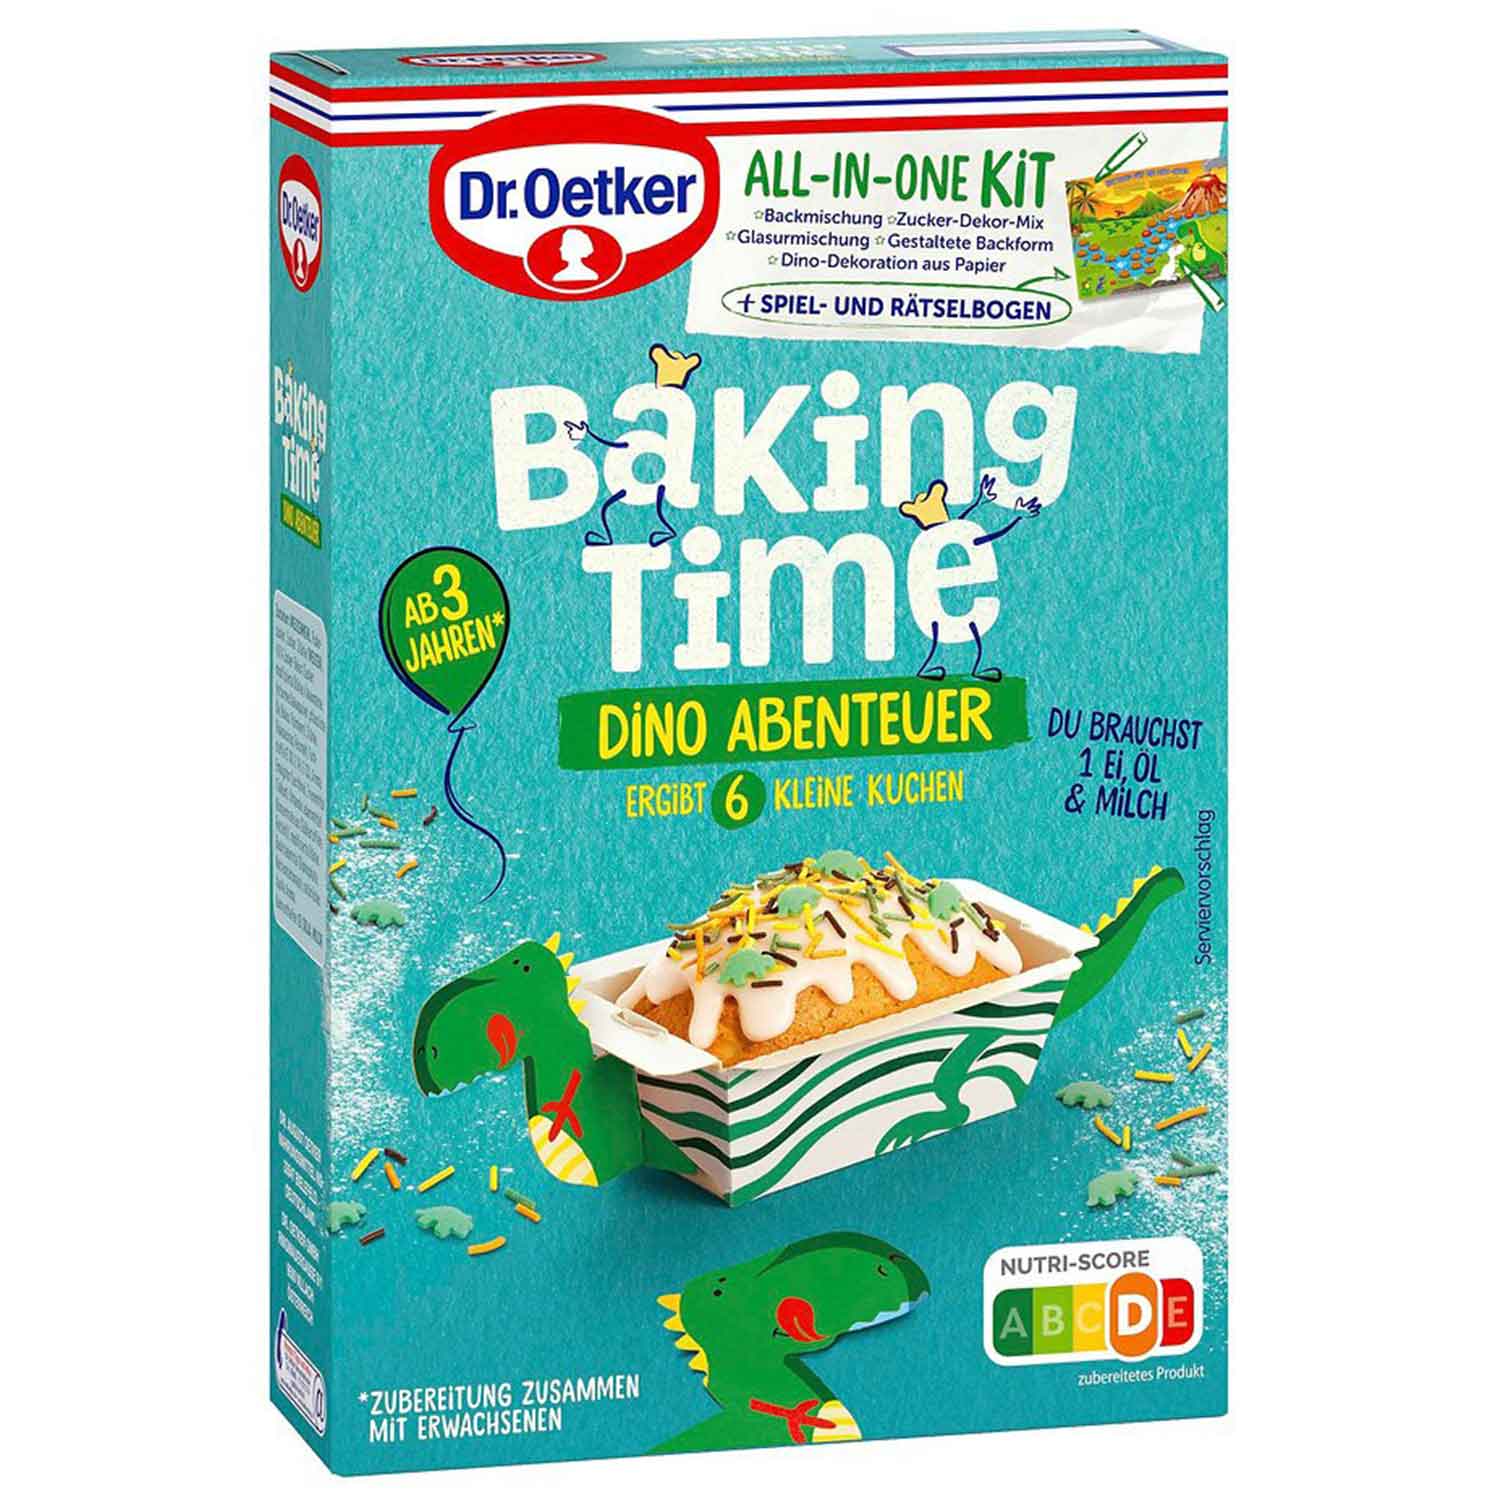 Dr. Oetker
ALL-IN-ONE KiT
☆Backmischung ☆Zucker-Dekor-Mix
☆Glasurmischung ☆Gestaltete Backform
☆Dino-Dekoration aus Papier
+ SPIEL- UND RÄTSELBOGEN
Dr. Oetker
BaKing
Time
DiNO ABENTEUER
BaKing
Time
DiNO ABENTEUER
ERGiBT 6 KLEiNE KUCHEN
AB 3
JAHREN*
DU BRAUCHST
1 Ei, ÖL
& MiLCH
Serviervorschlag
NUTRI-SCORE
A B C D E
zubereitetes Produkt
*ZUBEREiTUNG ZUSAMMEN
MiT ERWACHSENEN